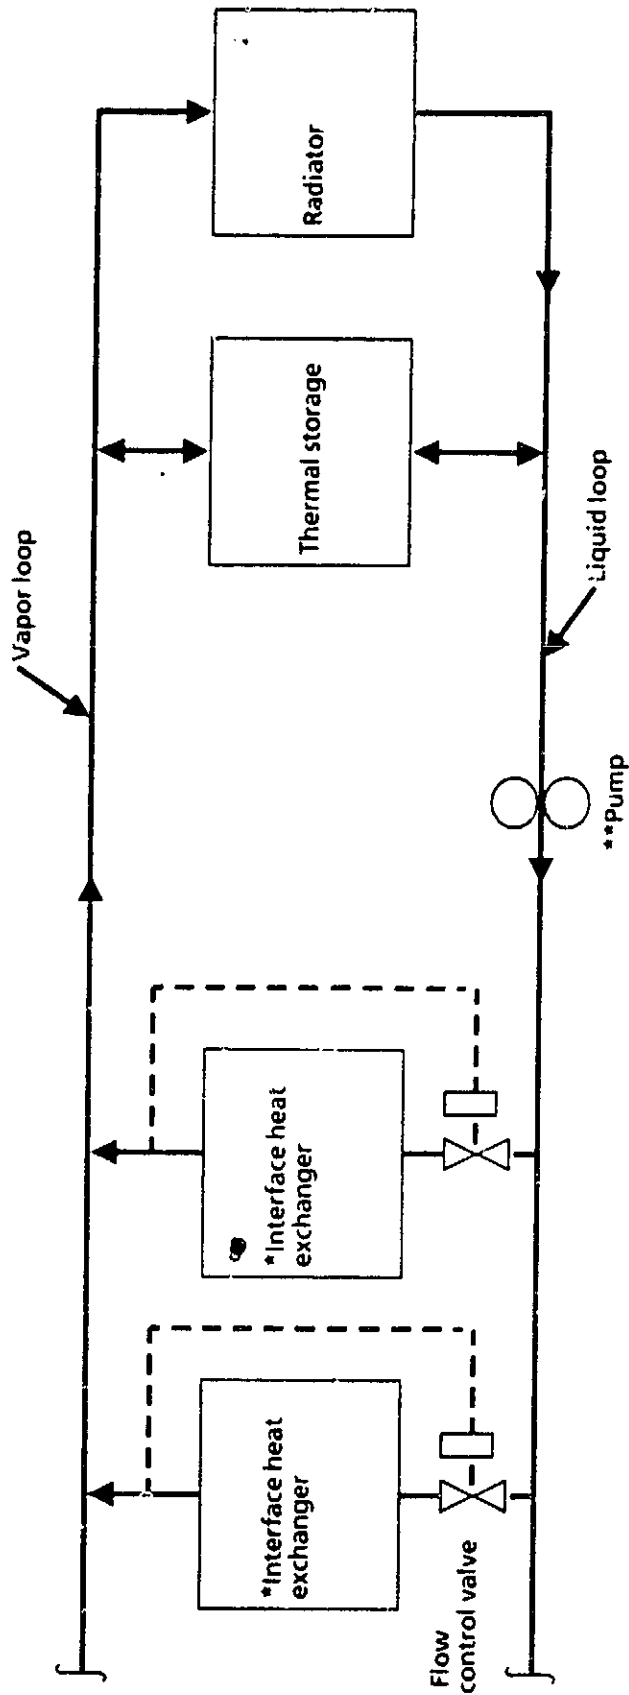 Vapor loop
Radiator
Thermal storage
Liquid loop
**Pump
*Interface heat
exchanger
*Interface heat
exchanger
Flow
control valve